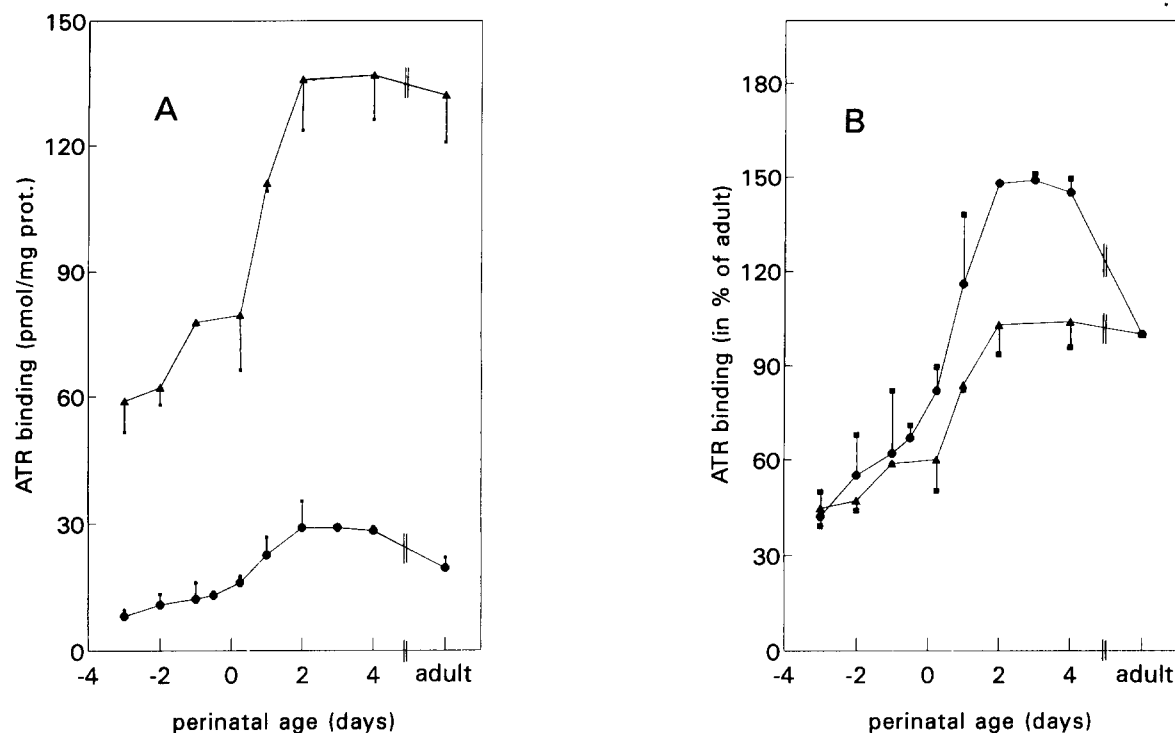 150
120
90
60
30
0
A
ATR binding (pmol/mg prot.)
-4
-2
0
2
4
adult
perinatal age (days)
180
150
120
90
60
30
0
B
ATR binding (in % of adult)
-4
-2
0
2
4
adult
perinatal age (days)